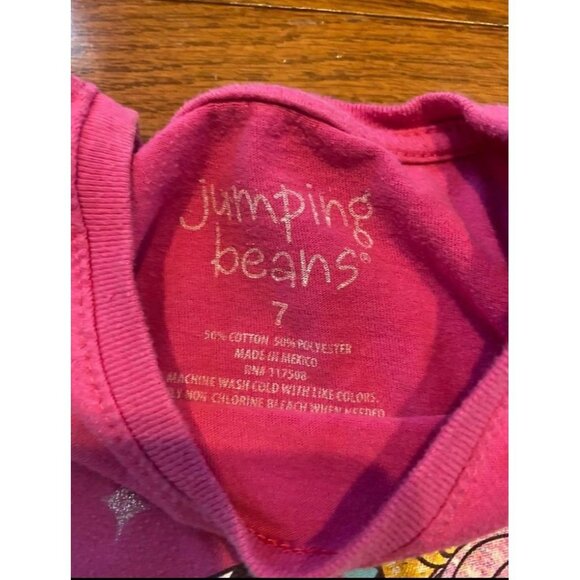 jumping
beans®
7
50% COTTON 50% POLYESTER
MADE IN MEXICO
RN# 117508
MACHINE WASH COLD WITH LIKE COLORS.
NON-CHLORINE BLEACH WHEN NEEDED